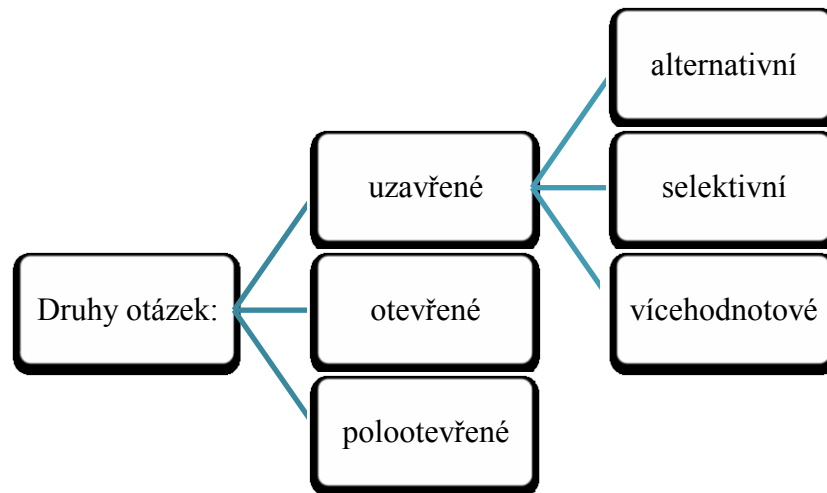 Druhy otázek:
uzavřené
otevřené
polootevřené
alternativní
selektivní
vícehodnotové